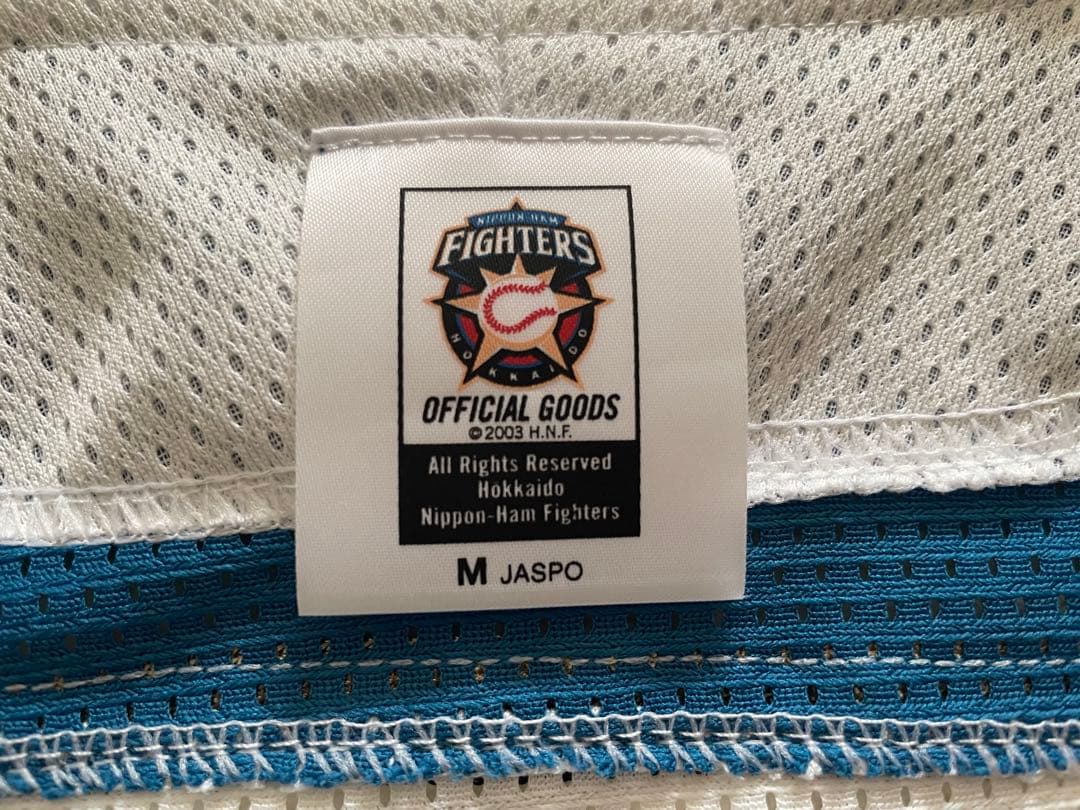 NIPPON-HAM
FIGHTERS
HOKKAIDO
OFFICIAL GOODS
©2003 H.N.F.
All Rights Reserved
Hokkaido
Nippon-Ham Fighters
M JASPO